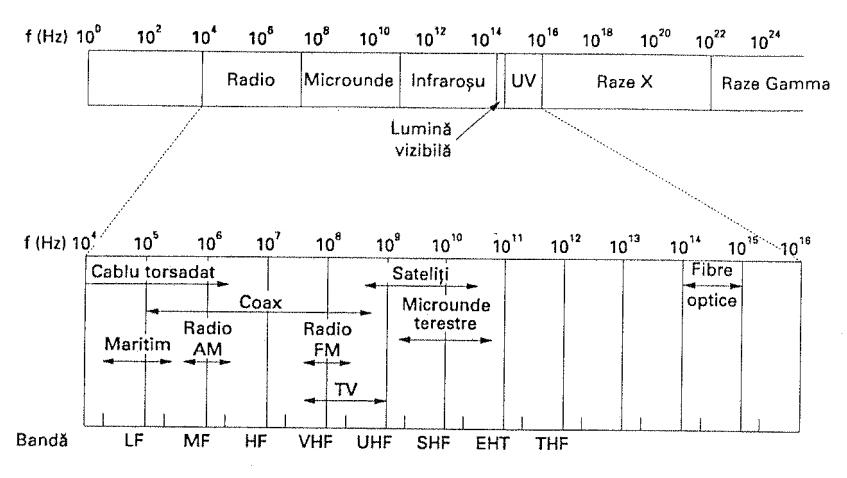 f (Hz) 10⁰ 10² 10⁴ 10⁶ 10⁸ 10¹⁰ 10¹² 10¹⁴ 10¹⁶ 10¹⁸ 10²⁰ 10²² 10²⁴
Radio Microunde Infraroșu UV Raze X Raze Gamma
Lumină
vizibilă
f (Hz) 10⁴ 10⁵ 10⁶ 10⁷ 10⁸ 10⁹ 10¹⁰ 10¹¹ 10¹² 10¹³ 10¹⁴ 10¹⁵ 10¹⁶
Cablu torsadat
Sateliți
Fibre
optice
Coax
Microunde
terestre
Maritim
Radio
AM
Radio
FM
TV
Bandă LF MF HF VHF UHF SHF EHT THF